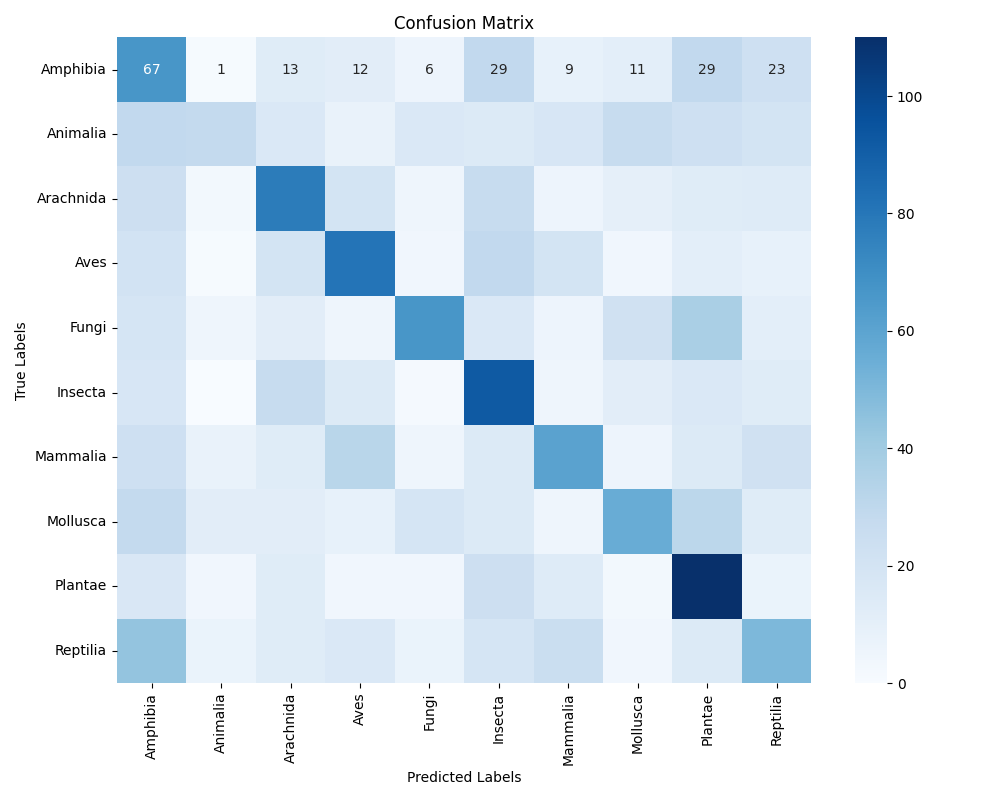 Confusion Matrix
Amphibia 67 1 13 12 6 29 9 11 29 23
Animalia
Arachnida
Aves
Fungi
Insecta
Mammalia
Mollusca
Plantae
Reptilia
True Labels
Amphibia Animalia Arachnida Aves Fungi Insecta Mammalia Mollusca Plantae Reptilia
Predicted Labels
100
80
60
40
20
0